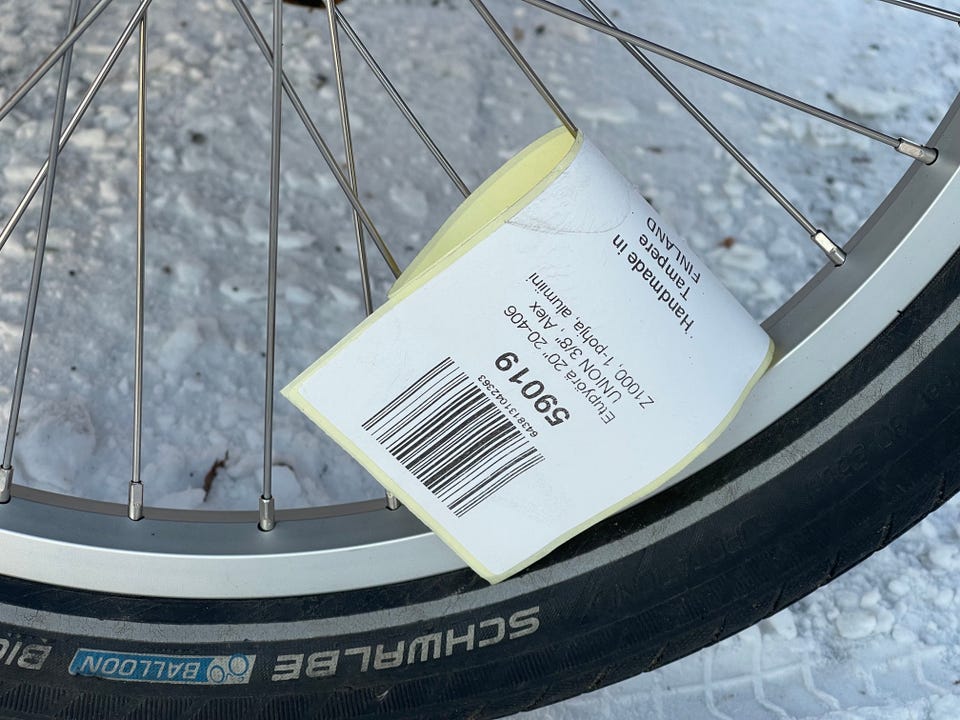 6438131042363
59019
Etupyörä 20" 20.406
UNION 3/8", Alex
Z1000, 1-pohja, alumiini
Handmade in
Tampere
FINLAND
SCHWALBE BALLOON